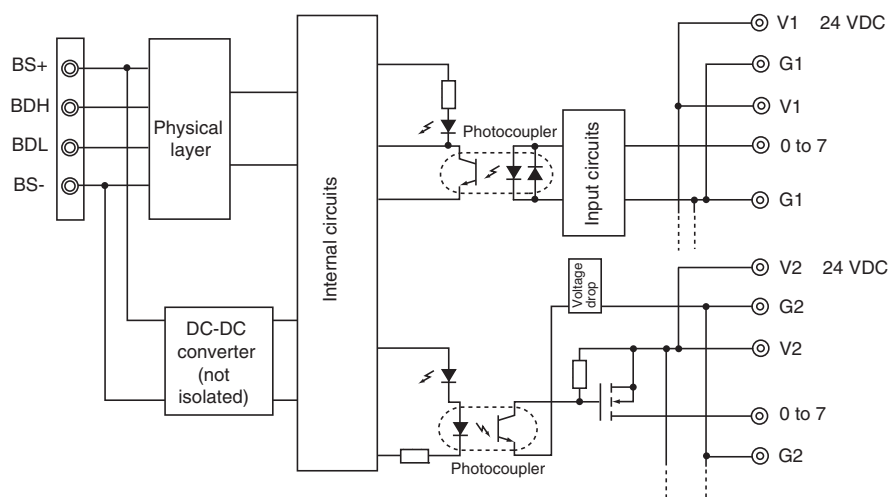 BS+
BDH
BDL
BS-
Physical
layer
DC-DC
converter
(not
isolated)
Internal circuits
Photocoupler
Input circuits
V1 24 VDC
G1
V1
0 to 7
G1
Voltage
drop
V2 24 VDC
G2
V2
0 to 7
G2
Photocoupler